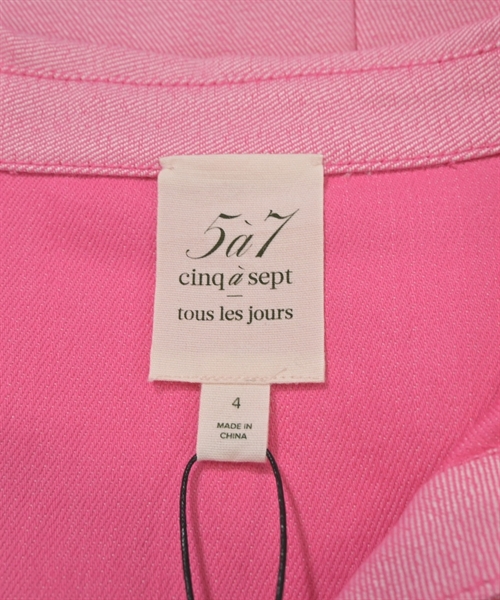 5à7
cinq à sept
tous les jours
4
MADE IN
CHINA